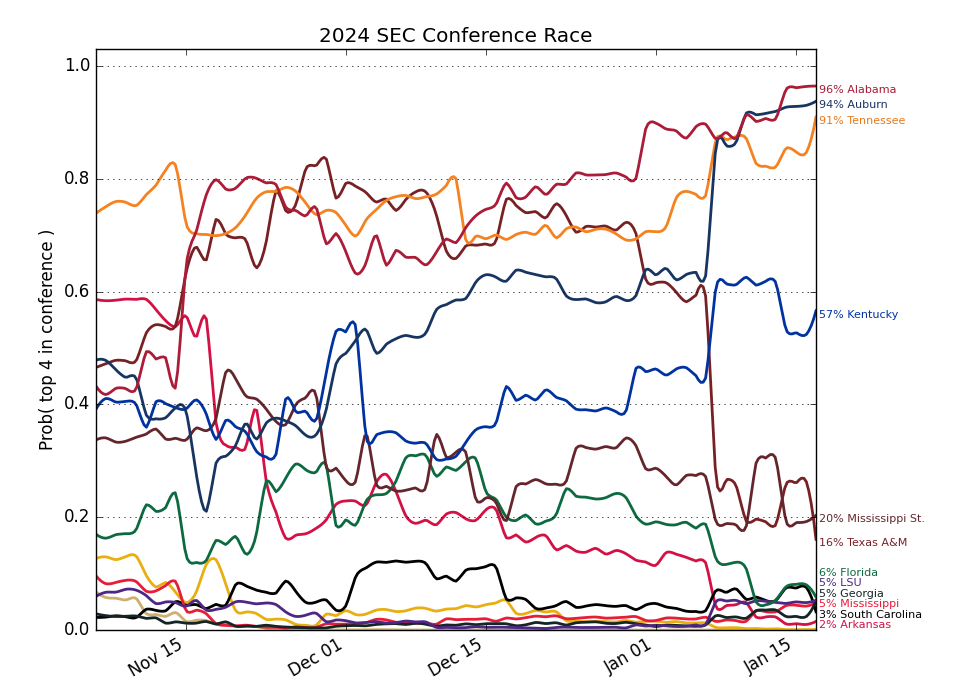 2024 SEC Conference Race
Prob( top 4 in conference )
1.0
0.8
0.6
0.4
0.2
0.0
Nov 15
Dec 01
Dec 15
Jan 01
Jan 15
96% Alabama
94% Auburn
91% Tennessee
57% Kentucky
20% Mississippi St.
16% Texas A&M
6% Florida
5% LSU
5% Georgia
5% Mississippi
3% South Carolina
2% Arkansas